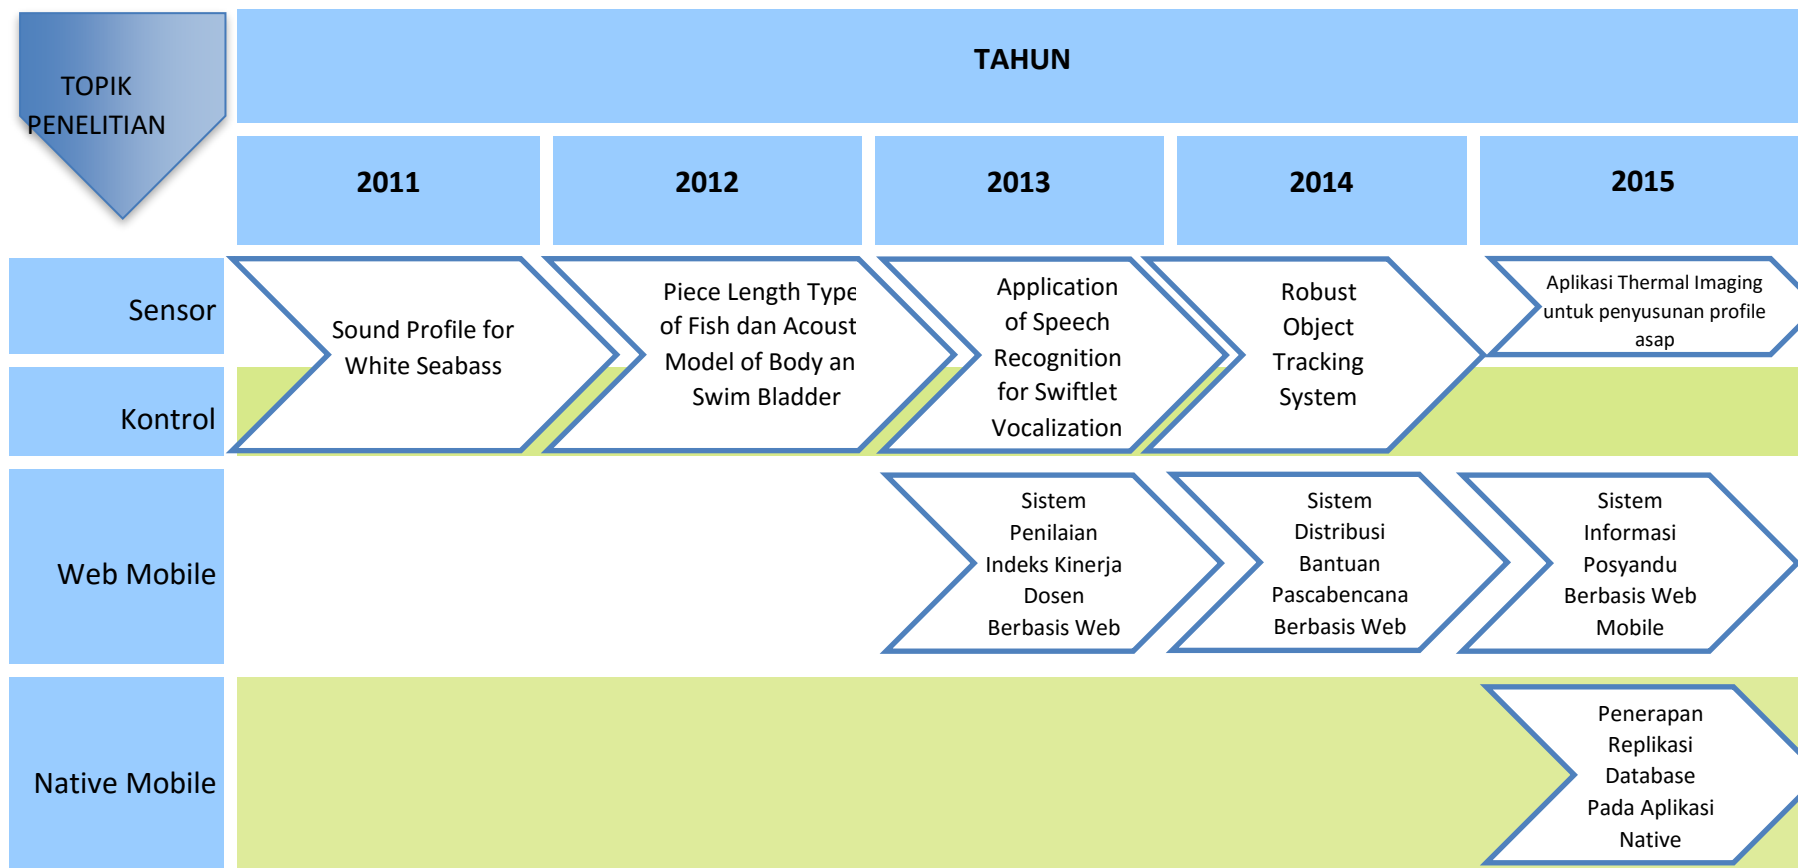 TOPIK
PENELITIAN
TAHUN
2011
2012
2013
2014
2015
Sensor
Kontrol
Sound Profile for
White Seabass
Piece Length Type
of Fish dan Acoust
Model of Body an
Swim Bladder
Application
of Speech
Recognition
for Swiftlet
Vocalization
Robust
Object
Tracking
System
Aplikasi Thermal Imaging
untuk penyusunan profile
asap
Web Mobile
Sistem
Penilaian
Indeks Kinerja
Dosen
Berbasis Web
Sistem
Distribusi
Bantuan
Pascabencana
Berbasis Web
Sistem
Informasi
Posyandu
Berbasis Web
Mobile
Native Mobile
Penerapan
Replikasi
Database
Pada Aplikasi
Native